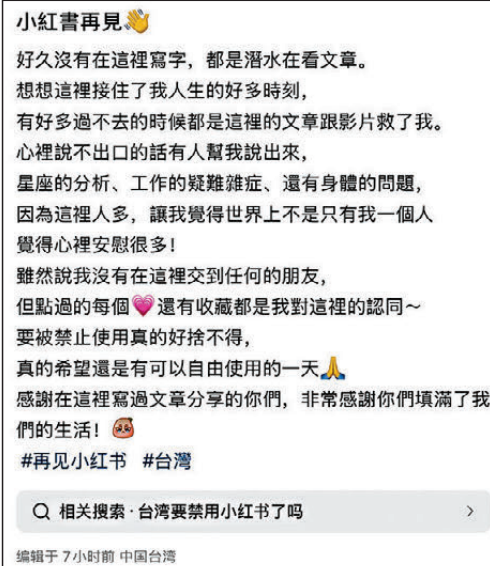 小紅書再見👋
好久沒有在這裡寫字，都是潛水在看文章。
想想這裡接住了我人生的好多時刻，
有好多過不去的時候都是這裡的文章跟影片救了我。
心裡說不出口的話有人幫我說出來，
星座的分析、工作的疑難雜症、還有身體的問題，
因為這裡人多，讓我覺得世界上不是只有我一個人
覺得心裡安慰很多！
雖然說我沒有在這裡交到任何的朋友，
但點過的每個💗還有收藏都是我對這裡的認同～
要被禁止使用真的好捨不得，
真的希望還是有可以自由使用的一天🙏
感謝在這裡寫過文章分享的你們，非常感謝你們填滿了我
們的生活！
#再见小红书 #台灣
相关搜索·台湾要禁用小红书了吗
编辑于 7小时前 中国台湾